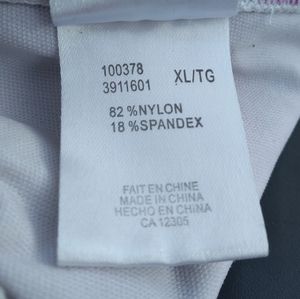 100378
3911601 XL/TG
82 %NYLON
18 %SPANDEX
FAIT EN CHINE
MADE IN CHINA
HECHO EN CHINA
CA 12305